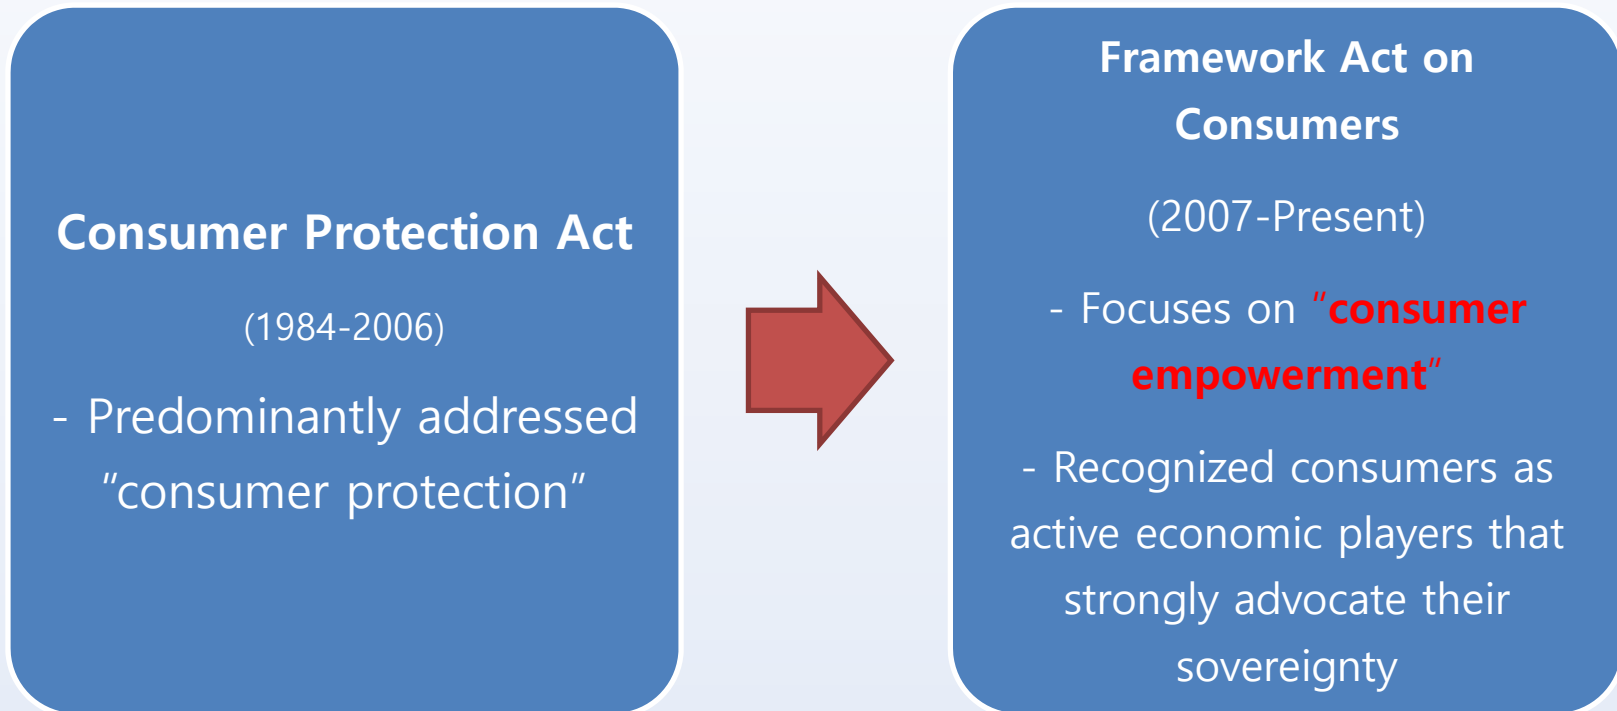 Consumer Protection Act
(1984-2006)
- Predominantly addressed
"consumer protection"
Framework Act on
Consumers
(2007-Present)
- Focuses on "consumer
empowerment"
- Recognized consumers as
active economic players that
strongly advocate their
sovereignty